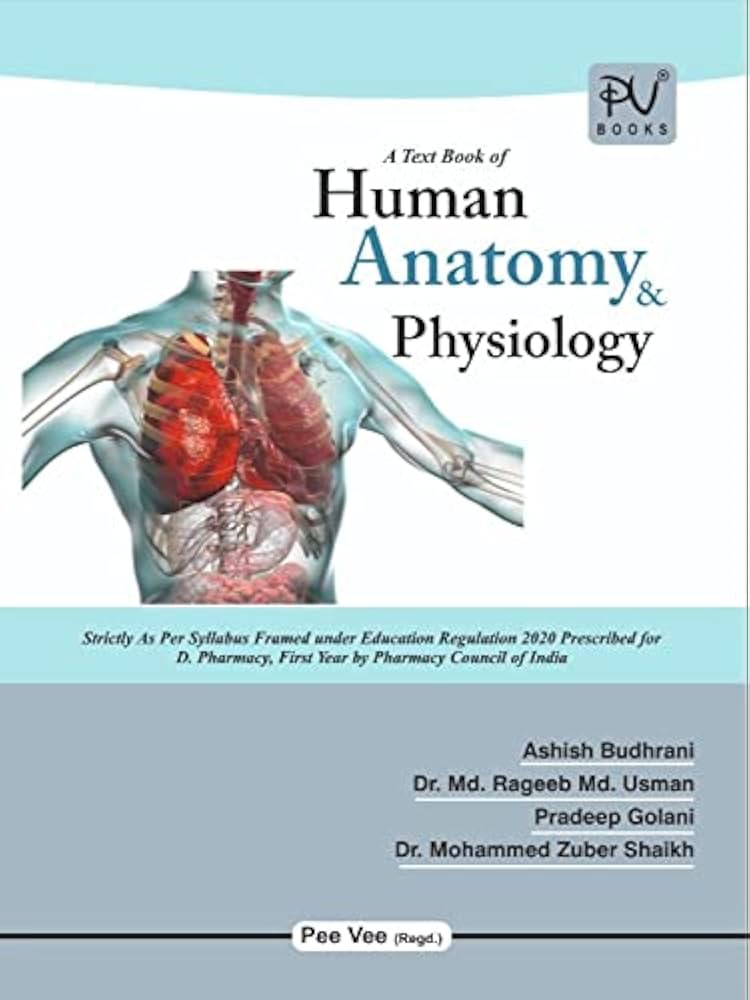 PV®
BOOKS
A Text Book of
Human
Anatomy &
Physiology
Strictly As Per Syllabus Framed under Education Regulation 2020 Prescribed for
D. Pharmacy, First Year by Pharmacy Council of India
Ashish Budhrani
Dr. Md. Rageeb Md. Usman
Pradeep Golani
Dr. Mohammed Zuber Shaikh
Pee Vee (Regd.)